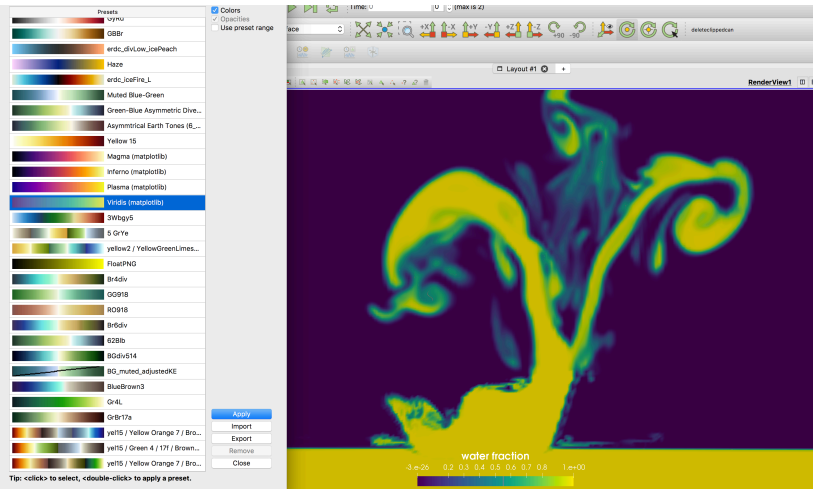 Presets
GyRd
GBBr
erdc_divLow_icePeach
Haze
erdc_iceFire_L
Muted Blue-Green
Green-Blue Asymmetric Dive...
Asymmtrical Earth Tones (6_...
Yellow 15
Magma (matplotlib)
Inferno (matplotlib)
Plasma (matplotlib)
Viridis (matplotlib)
3Wbgy5
5 GrYe
yellow2 / YellowGreenLimes...
FloatPNG
Br4div
GG918
RO918
Br6div
62Blb
BGdiv514
BG_muted_adjustedKE
BlueBrown3
Gr4L
GrBr17a
yel15 / Yellow Orange 7 / Bro...
yel15 / Green 4 / 17f / Brown...
yel15 / Yellow Orange 7 / Bro...
Tip: <click> to select, <double-click> to apply a preset.
Colors
Opacities
Use preset range
Apply
Import
Export
Remove
Close
Time: 0 (max is 2)
ace
+X -X +Y -Y +Z -Z +90 -90
deleteclippedcan
Layout #1 +
RenderView1
water fraction
-3.e-26 0.2 0.3 0.4 0.5 0.6 0.7 0.8 1.e+00